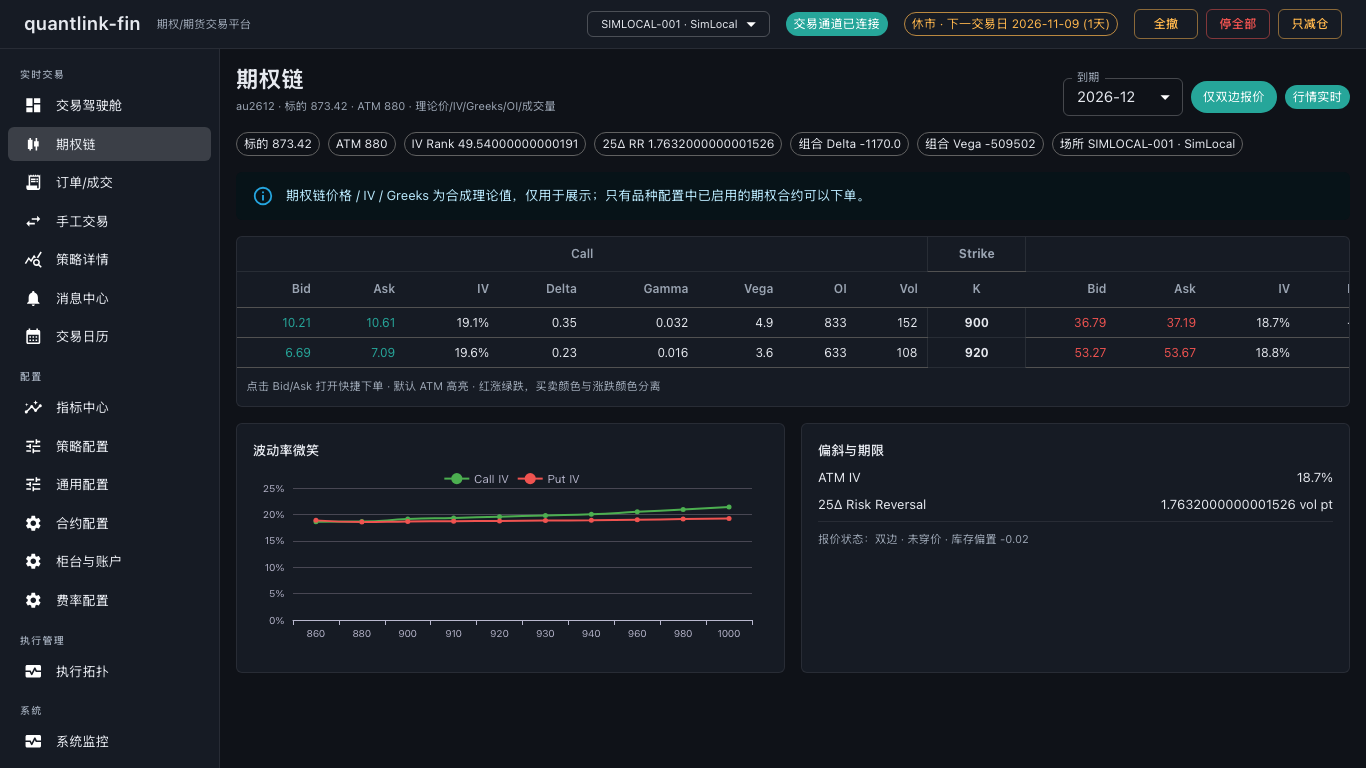 quantlink-fin 期权/期货交易平台 SIMLOCAL-001 · SimLocal 交易通道已连接 休市 · 下一交易日 2026-11-09 (1天) 全撤 停全部 只减仓
实时交易
交易驾驶舱
期权链
订单/成交
手工交易
策略详情
消息中心
交易日历
配置
指标中心
策略配置
通用配置
合约配置
柜台与账户
费率配置
执行管理
执行拓扑
系统
系统监控
期权链
au2612 · 标的 873.42 · ATM 880 · 理论价/IV/Greeks/OI/成交量
到期
2026-12 仅双边报价 行情实时
标的 873.42 ATM 880 IV Rank 49.54000000000191 25Δ RR 1.7632000000001526 组合 Delta -1170.0 组合 Vega -509502 场所 SIMLOCAL-001 · SimLocal
期权链价格 / IV / Greeks 为合成理论值，仅用于展示；只有品种配置中已启用的期权合约可以下单。
Call Strike
Bid Ask IV Delta Gamma Vega OI Vol K Bid Ask IV
10.21 10.61 19.1% 0.35 0.032 4.9 833 152 900 36.79 37.19 18.7%
6.69 7.09 19.6% 0.23 0.016 3.6 633 108 920 53.27 53.67 18.8%
点击 Bid/Ask 打开快捷下单 · 默认 ATM 高亮 · 红涨绿跌，买卖颜色与涨跌颜色分离
波动率微笑
Call IV Put IV
25%
20%
15%
10%
5%
0%
860 880 900 910 920 930 940 960 980 1000
偏斜与期限
ATM IV 18.7%
25Δ Risk Reversal 1.7632000000001526 vol pt
报价状态：双边 · 未穿价 · 库存偏置 -0.02